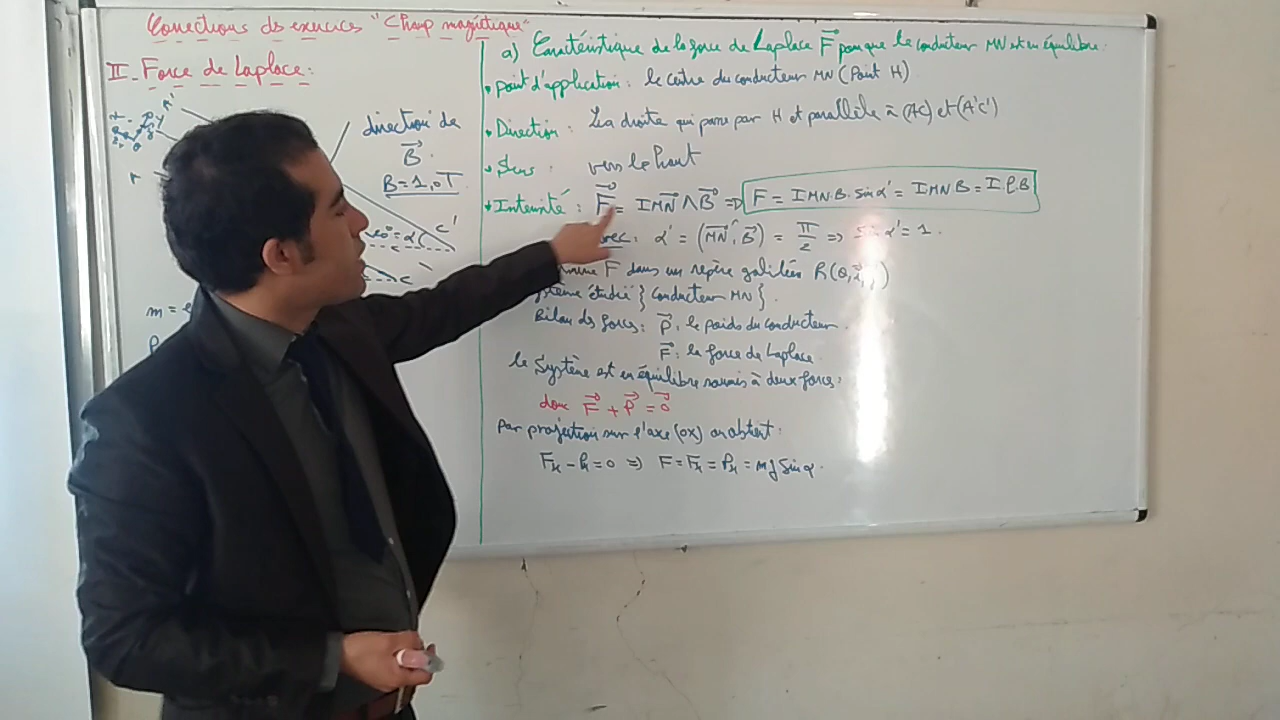 Corrections des exercices "Champ magnétique"
II - Force de Laplace :
direction de
B⃗.
B = 1,0T
c'
c
m =
a) Caractéristique de la force de Laplace F⃗ pour que le conducteur MN est en équilibre.
• point d'application : le centre du conducteur MN (Point H)
• Direction : La droite qui passe par H et parallèle à (AC) et (A'C')
• Sens : vers le haut
• Intensité : F⃗ = I MN⃗ ∧ B⃗ ⇒ F = I MN.B. sin α' = I MN B = I ℓ.B
avec : α' = (MN⃗, B⃗) = π/2 ⇒ sin α' = 1.
F dans un repère galiléen R(O, i⃗, j⃗)
système étudié { conducteur MN }.
Bilan des forces : P⃗ : le poids du conducteur.
F⃗ : la force de Laplace
le Système est en équilibre soumis à deux forces :
donc F⃗ + P⃗ = 0⃗
Par projection sur l'axe (ox) on obtient :
Fx - Px = 0 ⇒ F = Fx = Px = mg sin α.